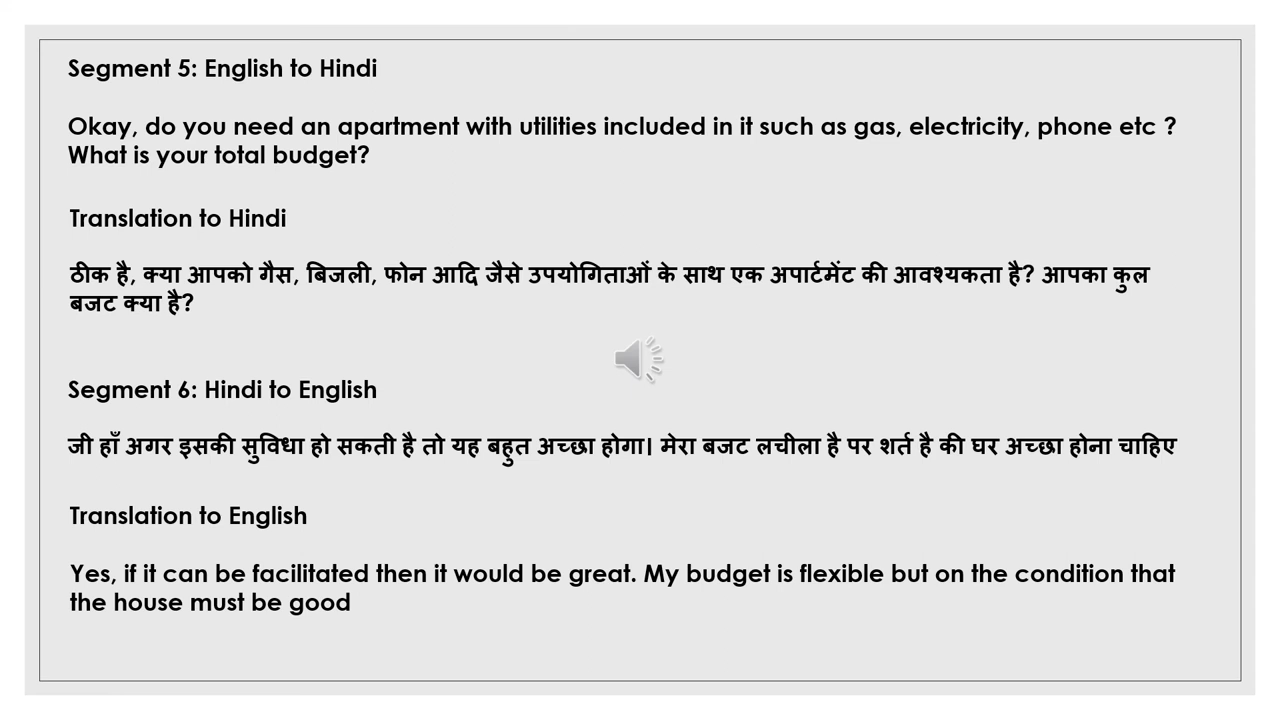 Segment 5: English to Hindi
Okay, do you need an apartment with utilities included in it such as gas, electricity, phone etc ?
What is your total budget?
Translation to Hindi
ठीक है, क्या आपको गैस, बिजली, फोन आदि जैसे उपयोगिताओं के साथ एक अपार्टमेंट की आवश्यकता है? आपका कुल
बजट क्या है?
Segment 6: Hindi to English
जी हाँ अगर इसकी सुविधा हो सकती है तो यह बहुत अच्छा होगा। मेरा बजट लचीला है पर शर्त है की घर अच्छा होना चाहिए
Translation to English
Yes, if it can be facilitated then it would be great. My budget is flexible but on the condition that
the house must be good